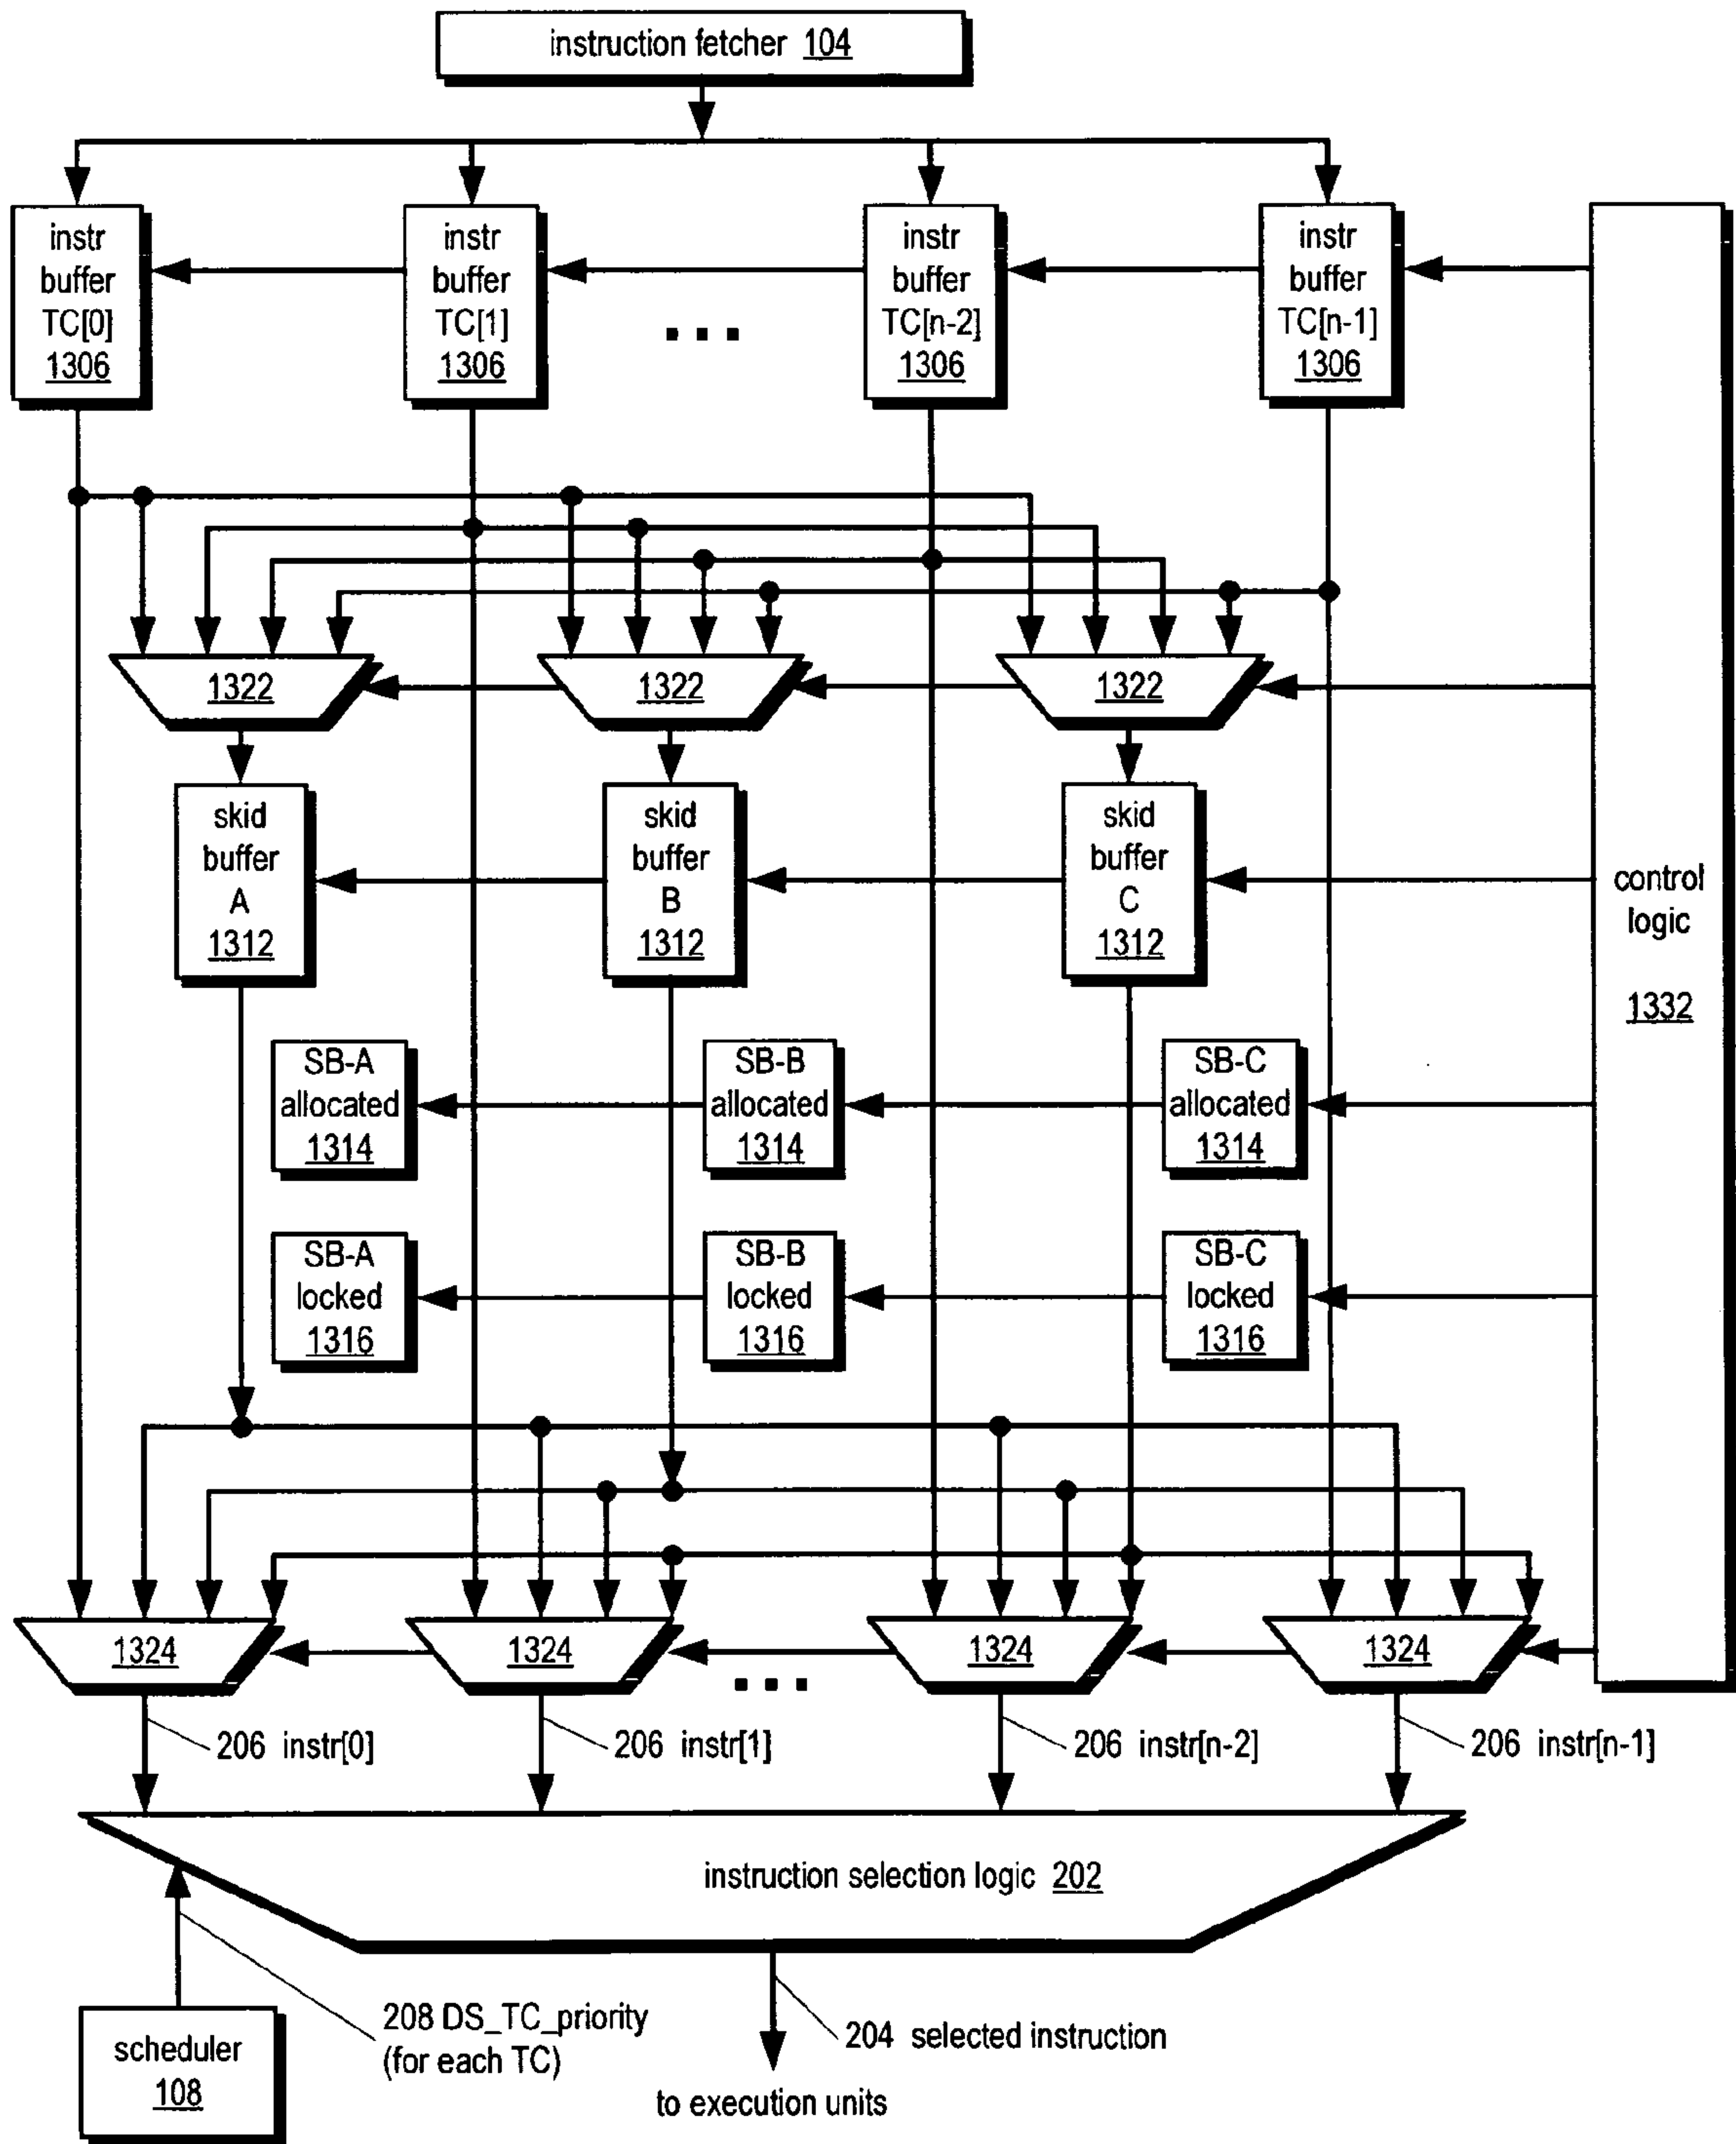 instruction fetcher 104
instr
buffer
TC[0]
1306
instr
buffer
TC[1]
1306
instr
buffer
TC[n-2]
1306
instr
buffer
TC[n-1]
1306
1322
1322
1322
skid
buffer
A
1312
skid
buffer
B
1312
skid
buffer
C
1312
control
logic
1332
SB-A
allocated
1314
SB-B
allocated
1314
SB-C
allocated
1314
SB-A
locked
1316
SB-B
locked
1316
SB-C
locked
1316
1324
1324
1324
1324
206 instr[0]
206 instr[1]
206 instr[n-2]
206 instr[n-1]
instruction selection logic 202
scheduler
108
208 DS_TC_priority
(for each TC)
204 selected instruction
to execution units